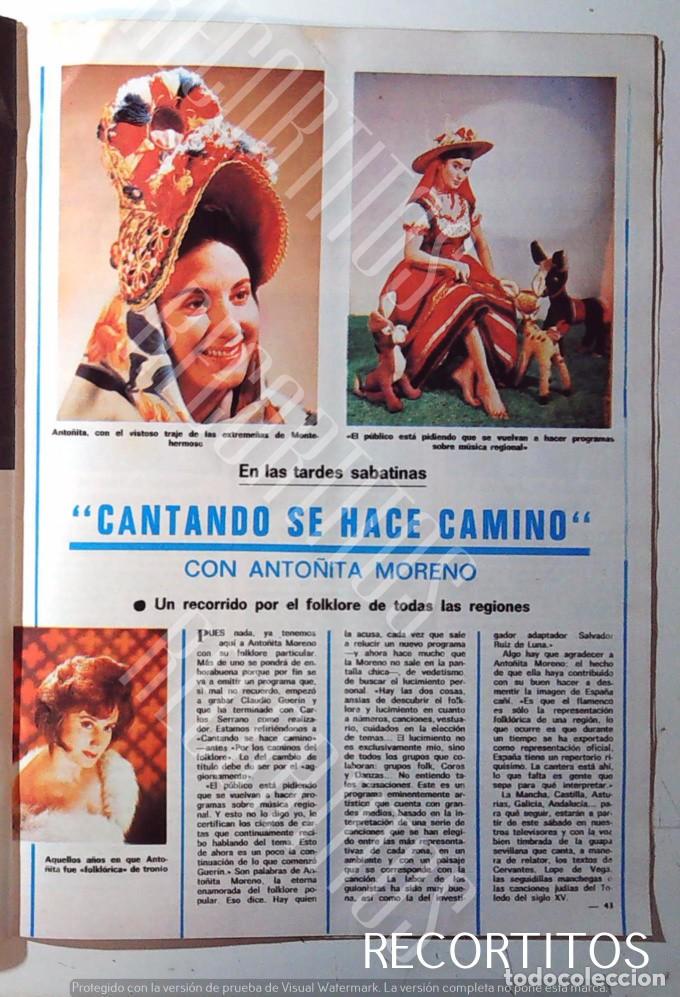 Antoñita, con el vistoso traje de las extremeñas de Monte-
hermoso
«El público está pidiendo que se vuelvan a hacer programas
sobre música regional»
En las tardes sabatinas
"CANTANDO SE HACE CAMINO"
CON ANTOÑITA MORENO
● Un recorrido por el folklore de todas las regiones
Aquellos años en que Anto-
ñita fue «folklórica» de tronío
PUES nada, ya tenemos
aquí a Antoñita Moreno
con su folklore particular.
Más de uno se pondrá de en-
horabuena porque por fin se
va a emitir un programa que,
si mal no recuerdo, empezó
a grabar Claudio Guerin y
que ha terminado con Car-
los Serrano como realiza-
dor. Estamos refiriéndonos a
«Cantando se hace camino»
—antes «Por los caminos del
folklore». Lo del cambio de
título debe de ser por el «ag-
giornamento».
«El público está pidiendo
que se vuelvan a hacer pro-
gramas sobre música regio-
nal. Y esto no lo digo yo, lo
certifican los cientos de car-
tas que continuamente reci-
bo hablando del tema. Esto
de ahora es un poco la con-
tinuación de lo que comenzó
Guerin.» Son palabras de An-
toñita Moreno, la eterna
enamorada del folklore po-
pular. Eso dice. Hay quien
la acusa, cada vez que sale
a relucir un nuevo programa
—y ahora hace mucho que
la Moreno no sale en la pan-
talla chica—, de vedetismo,
de buscar el lucimiento per-
sonal. «Hay las dos cosas,
ansias de descubrir el folk-
lore y lucimiento en cuanto
a números, canciones, vestua-
rio, cuidados en la elección
de temas... El lucimiento no
es exclusivamente mío, sino
de todos los grupos que co-
laboran: grupos folk, Coros
y Danzas... No entiendo ta-
les acusaciones. Este es un
programa eminentemente ar-
tístico que cuenta con gran-
des medios, basado en la in-
terpretación de una serie de
canciones que se han elegi-
do entre las más representa-
tivas de cada zona, en un
ambiente y con un paisaje
que se corresponde con la
canción. La labor de los
guionistas ha sido muy bue-
na, así como la del investi-
gador adaptador Salvador
Ruiz de Luna.»
Algo hay que agradecer a
Antoñita Moreno: el hecho
de que ella haya contribuido
con su buen hacer a des-
mentir la imagen de España
cañí. «Es que el flamenco
es sólo la representación
folklórica de una región, lo
que ocurre es que durante
un tiempo se ha exportado
como representación oficial.
España tiene un repertorio ri-
quísimo. La cantera está ahí,
lo que falta es gente que
sepa para qué interpretar.»
La Mancha, Castilla, Astu-
rias, Galicia, Andalucía... pa-
ra qué seguir, estarán a par-
tir de este sábado en nues-
tros televisores y con la voz
bien timbrada de la guapa
sevillana que canta, a mane-
ra de relator, los textos de
Cervantes, Lope de Vega,
las seguidillas manchegas o
las canciones judías del To-
ledo del siglo XV.
— 43
RECORTITOS
RECORTITOS
RECORTITOS
RECORTITOS
todocoleccion
Protegido con la versión de prueba de Visual Watermark. La versión completa no pone esta marca.